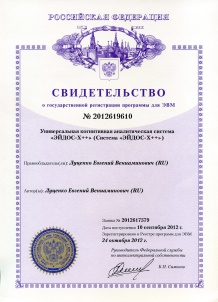 РОССИЙСКАЯ ФЕДЕРАЦИЯ
СВИДЕТЕЛЬСТВО
о государственной регистрации программы для ЭВМ
№ 2012619610
Универсальная когнитивная аналитическая система
«ЭЙДОС-Х++» (Система «ЭЙДОС-Х++»)
Правообладатель(ли): Луценко Евгений Вениаминович (RU)
Автор(ы): Луценко Евгений Вениаминович (RU)
Заявка № 2012617579
Дата поступления 10 сентября 2012 г.
Зарегистрировано в Реестре программ для ЭВМ
24 октября 2012 г.
Руководитель Федеральной службы
по интеллектуальной собственности
Б.П. Симонов